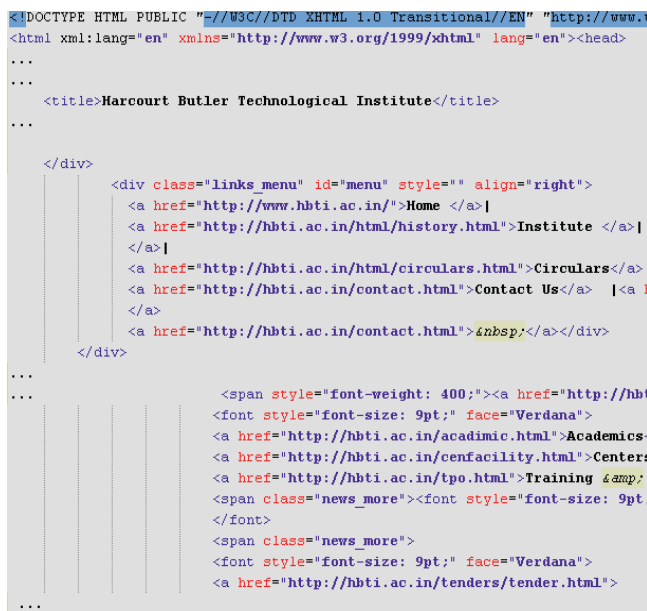 <!DOCTYPE HTML PUBLIC "-//W3C//DTD XHTML 1.0 Transitional//EN" "http://www.w
<html xml:lang="en" xmlns="http://www.w3.org/1999/xhtml" lang="en"><head>
...
...
<title>Harcourt Butler Technological Institute</title>
...
</div>
<div class="links_menu" id="menu" style="" align="right">
<a href="http://www.hbti.ac.in/">Home </a>|
<a href="http://hbti.ac.in/html/history.html">Institute </a>|
</a>|
<a href="http://hbti.ac.in/html/circulars.html">Circulars</a>
<a href="http://hbti.ac.in/contact.html">Contact Us</a> |<a h
</a>
<a href="http://hbti.ac.in/contact.html">&nbsp;</a></div>
</div>
...
... <span style="font-weight: 400;"><a href="http://hbt
<font style="font-size: 9pt;" face="Verdana">
<a href="http://hbti.ac.in/acadimic.html">Academics<
<a href="http://hbti.ac.in/cenfacility.html">Centers
<a href="http://hbti.ac.in/tpo.html">Training &amp;
<span class="news_more"><font style="font-size: 9pt
</font>
<span class="news_more">
<font style="font-size: 9pt;" face="Verdana">
<a href="http://hbti.ac.in/tenders/tender.html">
...